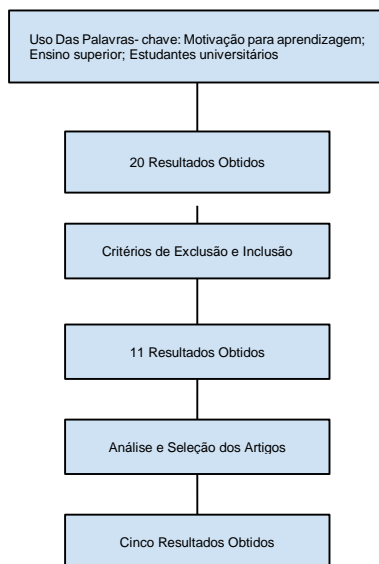 Uso Das Palavras- chave: Motivação para aprendizagem;
Ensino superior; Estudantes universitários
20 Resultados Obtidos
Critérios de Exclusão e Inclusão
11 Resultados Obtidos
Análise e Seleção dos Artigos
Cinco Resultados Obtidos